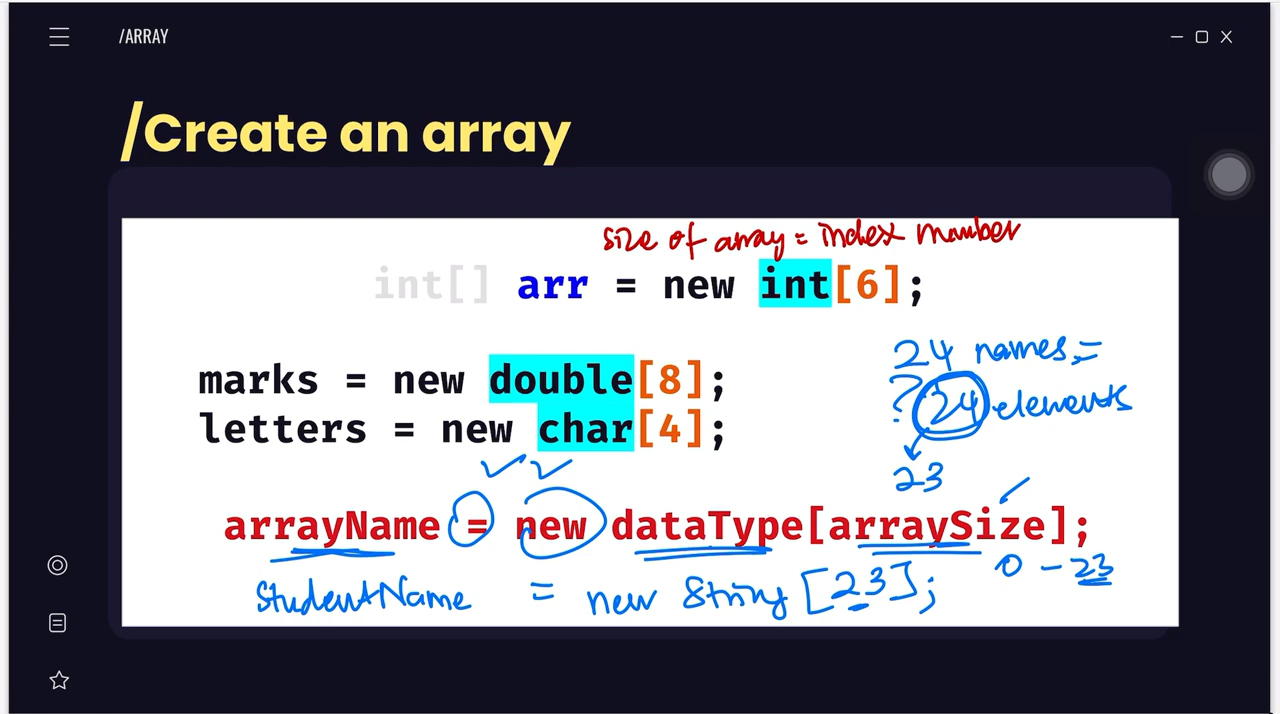 /ARRAY
/Create an array
size of array = index number
int[] arr = new int[6];
24 names =
marks = new double[8];
? 24 elements
letters = new char[4];
23
arrayName = new dataType[arraySize];
0 - 23
StudentName = new String [23];